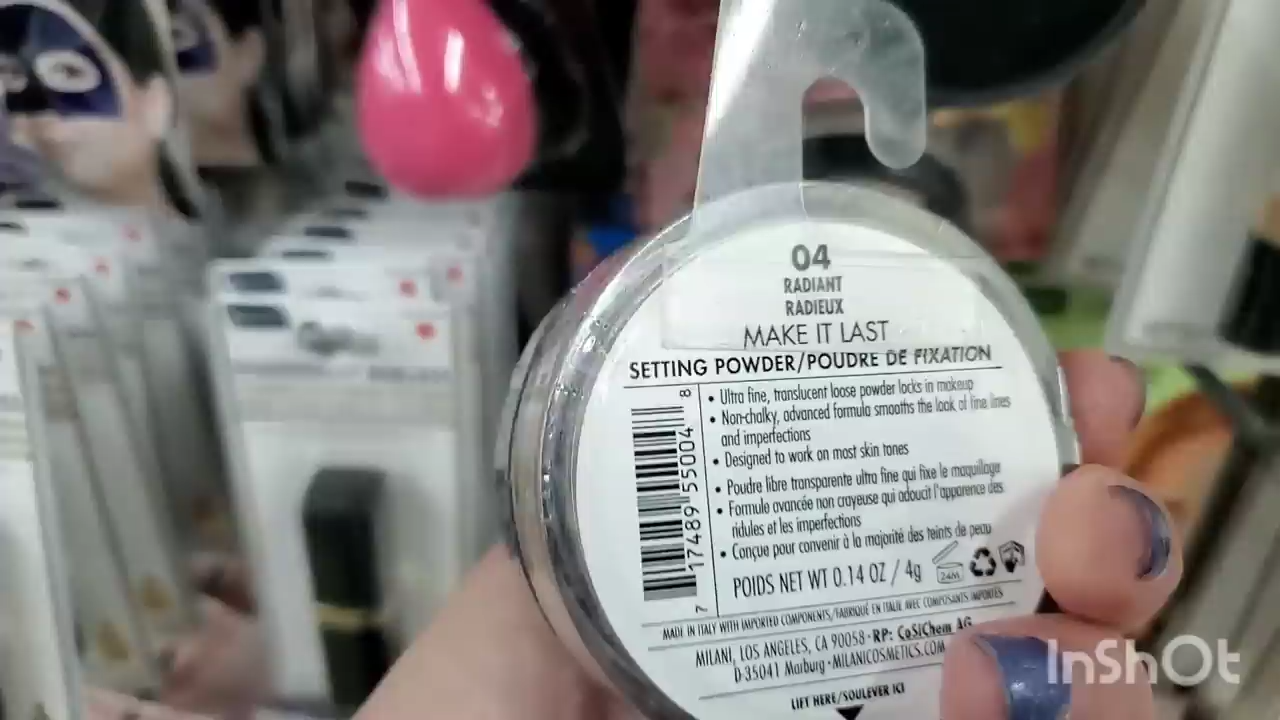 04
RADIANT
RADIEUX
MAKE IT LAST
SETTING POWDER/POUDRE DE FIXATION
• Ultra fine, translucent loose powder locks in makeup
• Non-chalky, advanced formula smooths the look of fine lines
and imperfections
• Designed to work on most skin tones
• Poudre libre transparente ultra fine qui fixe le maquillage
• Formule avancée non crayeuse qui adoucit l'apparence des
ridules et les imperfections
• Conçue pour convenir à la majorité des teints de peau
7 17489 55004 8
POIDS NET WT 0.14 OZ / 4g
24M
MADE IN ITALY WITH IMPORTED COMPONENTS/FABRIQUÉ EN ITALIE AVEC COMPOSANTS IMPORTÉS
MILANI, LOS ANGELES, CA 90058 • RP: CoSiChem AG
D-35041 Marburg • MILANICOSMETICS.COM
LIFT HERE/SOULEVER ICI
InShOt